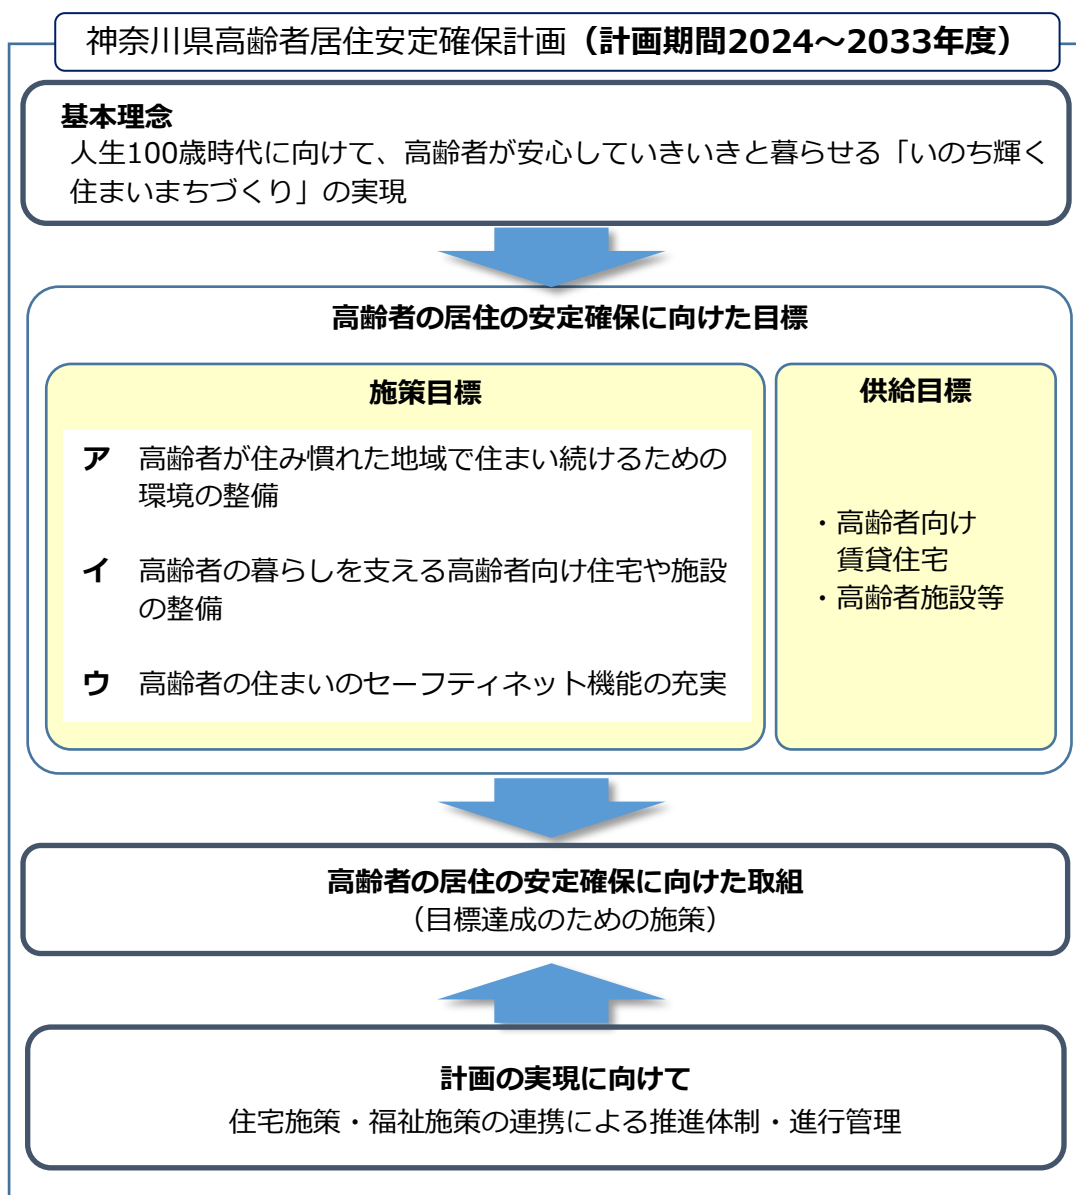 神奈川県高齢者居住安定確保計画（計画期間2024～2033年度）
基本理念
人生100歳時代に向けて、高齢者が安心していきいきと暮らせる「いのち輝く
住まいまちづくり」の実現
高齢者の居住の安定確保に向けた目標
施策目標
ア 高齢者が住み慣れた地域で住まい続けるための
環境の整備
イ 高齢者の暮らしを支える高齢者向け住宅や施設
の整備
ウ 高齢者の住まいのセーフティネット機能の充実
供給目標
・高齢者向け
賃貸住宅
・高齢者施設等
高齢者の居住の安定確保に向けた取組
（目標達成のための施策）
計画の実現に向けて
住宅施策・福祉施策の連携による推進体制・進行管理